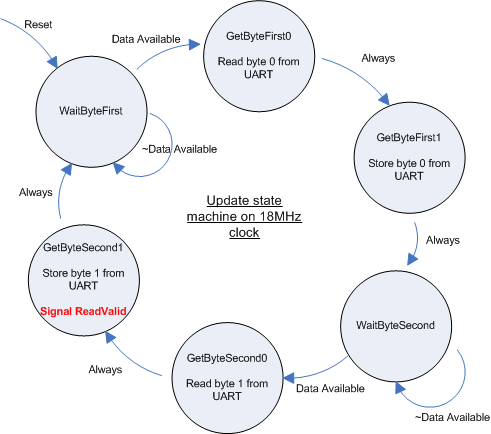 Reset
Data Available
GetByteFirst0
Read byte 0 from
UART
Always
WaitByteFirst
~Data Available
GetByteFirst1
Store byte 0 from
UART
Always
Update state
machine on 18MHz
clock
Always
GetByteSecond1
Store byte 1 from
UART
Signal ReadValid
Always
WaitByteSecond
GetByteSecond0
Read byte 1 from
UART
Data Available
~Data Available